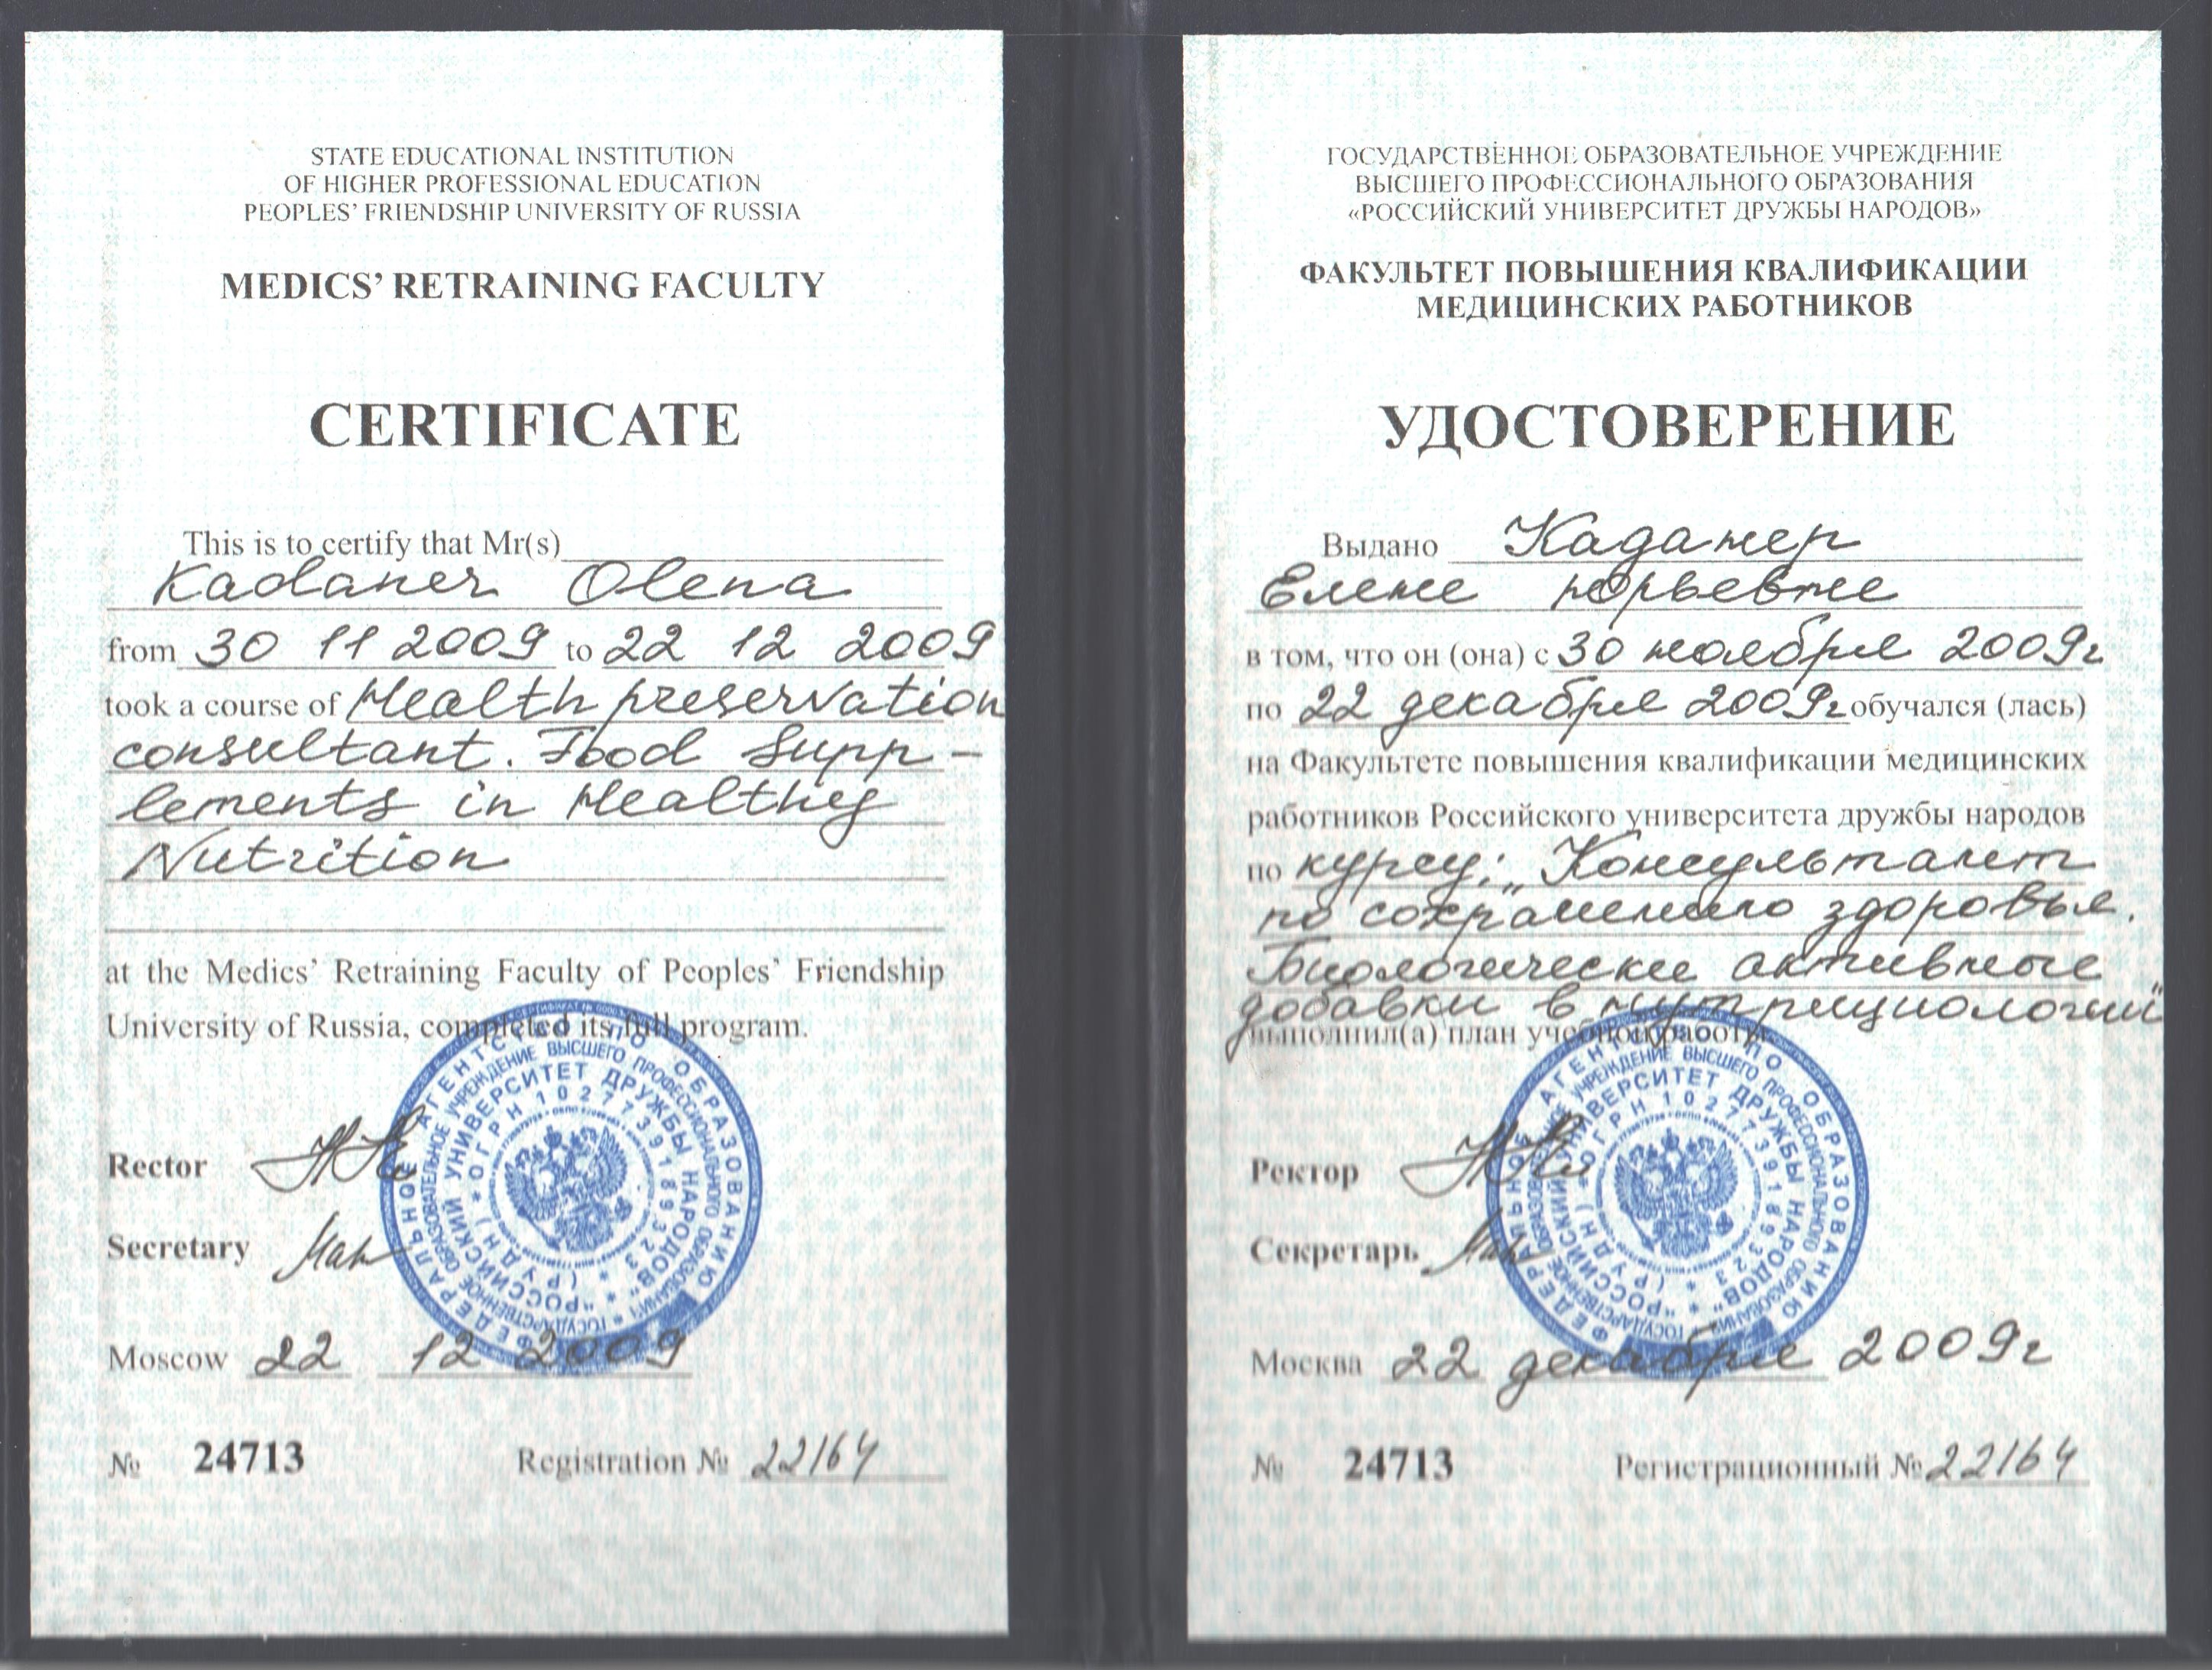 STATE EDUCATIONAL INSTITUTION
OF HIGHER PROFESSIONAL EDUCATION
PEOPLES’ FRIENDSHIP UNIVERSITY OF RUSSIA
MEDICS’ RETRAINING FACULTY
CERTIFICATE
This is to certify that Mr(s)
Kadaner Olena
from 30 11 2009 to 22 12 2009
took a course of Health preservation
consultant. Food Supp-
lements in Healthy
Nutrition
at the Medics’ Retraining Faculty of Peoples’ Friendship
University of Russia, completed its full program.
Rector
Secretary
Moscow 22 12 2009
№ 24713 Registration № 22164
ГОСУДАРСТВЕННОЕ ОБРАЗОВАТЕЛЬНОЕ УЧРЕЖДЕНИЕ
ВЫСШЕГО ПРОФЕССИОНАЛЬНОГО ОБРАЗОВАНИЯ
«РОССИЙСКИЙ УНИВЕРСИТЕТ ДРУЖБЫ НАРОДОВ»
ФАКУЛЬТЕТ ПОВЫШЕНИЯ КВАЛИФИКАЦИИ
МЕДИЦИНСКИХ РАБОТНИКОВ
УДОСТОВЕРЕНИЕ
Выдано Каданер
Елене Юрьевне
в том, что он (она) с 30 ноября 2009г
по 22 декабря 2009г обучался (лась)
на Факультете повышения квалификации медицинских
работников Российского университета дружбы народов
по курсу: „Консультант
по сохранению здоровья.
Биологически активные
добавки в нутрициологии"
выполнил(а) план учебной работы.
Ректор
Секретарь
Москва 22 декабря 2009г
№ 24713 Регистрационный № 22164
ФЕДЕРАЛЬНОЕ АГЕНТСТВО ПО ОБРАЗОВАНИЮ
ГОСУДАРСТВЕННОЕ ОБРАЗОВАТЕЛЬНОЕ УЧРЕЖДЕНИЕ ВЫСШЕГО ПРОФЕССИОНАЛЬНОГО ОБРАЗОВАНИЯ
"РОССИЙСКИЙ УНИВЕРСИТЕТ ДРУЖБЫ НАРОДОВ"
(РУДН) * ОГРН 1027739189323 *
ФЕДЕРАЛЬНОЕ АГЕНТСТВО ПО ОБРАЗОВАНИЮ
ГОСУДАРСТВЕННОЕ ОБРАЗОВАТЕЛЬНОЕ УЧРЕЖДЕНИЕ ВЫСШЕГО ПРОФЕССИОНАЛЬНОГО ОБРАЗОВАНИЯ
"РОССИЙСКИЙ УНИВЕРСИТЕТ ДРУЖБЫ НАРОДОВ"
(РУДН) * ОГРН 1027739189323 *